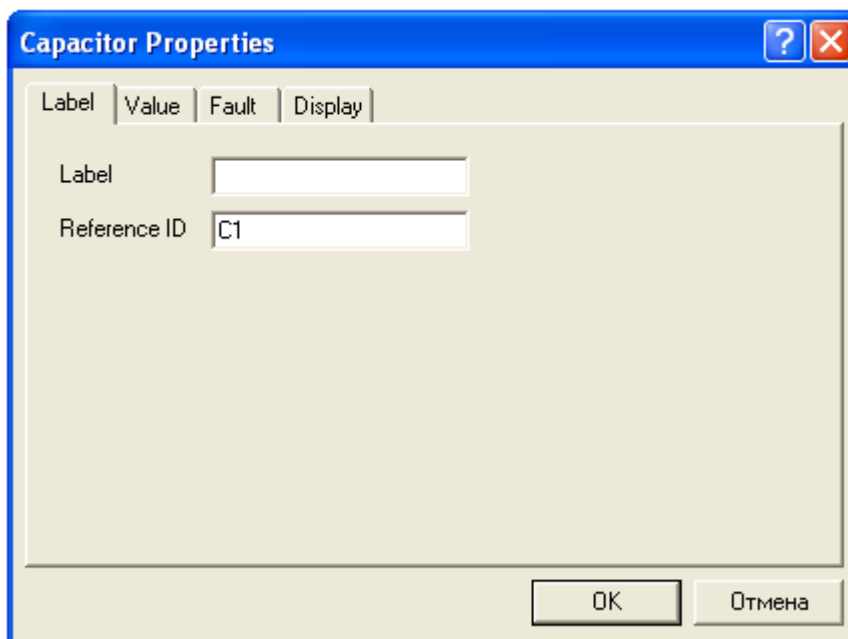 Capacitor Properties
Label Value Fault Display
Label
Reference ID C1
OK Отмена